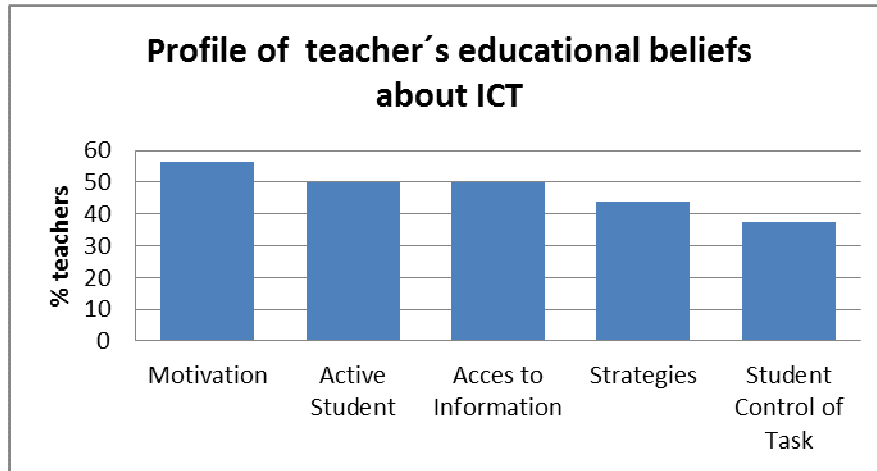 Profile of teacher´s educational beliefs
about ICT
% teachers
60
50
40
30
20
10
0
Motivation
Active
Student
Acces to
Information
Strategies
Student
Control of
Task